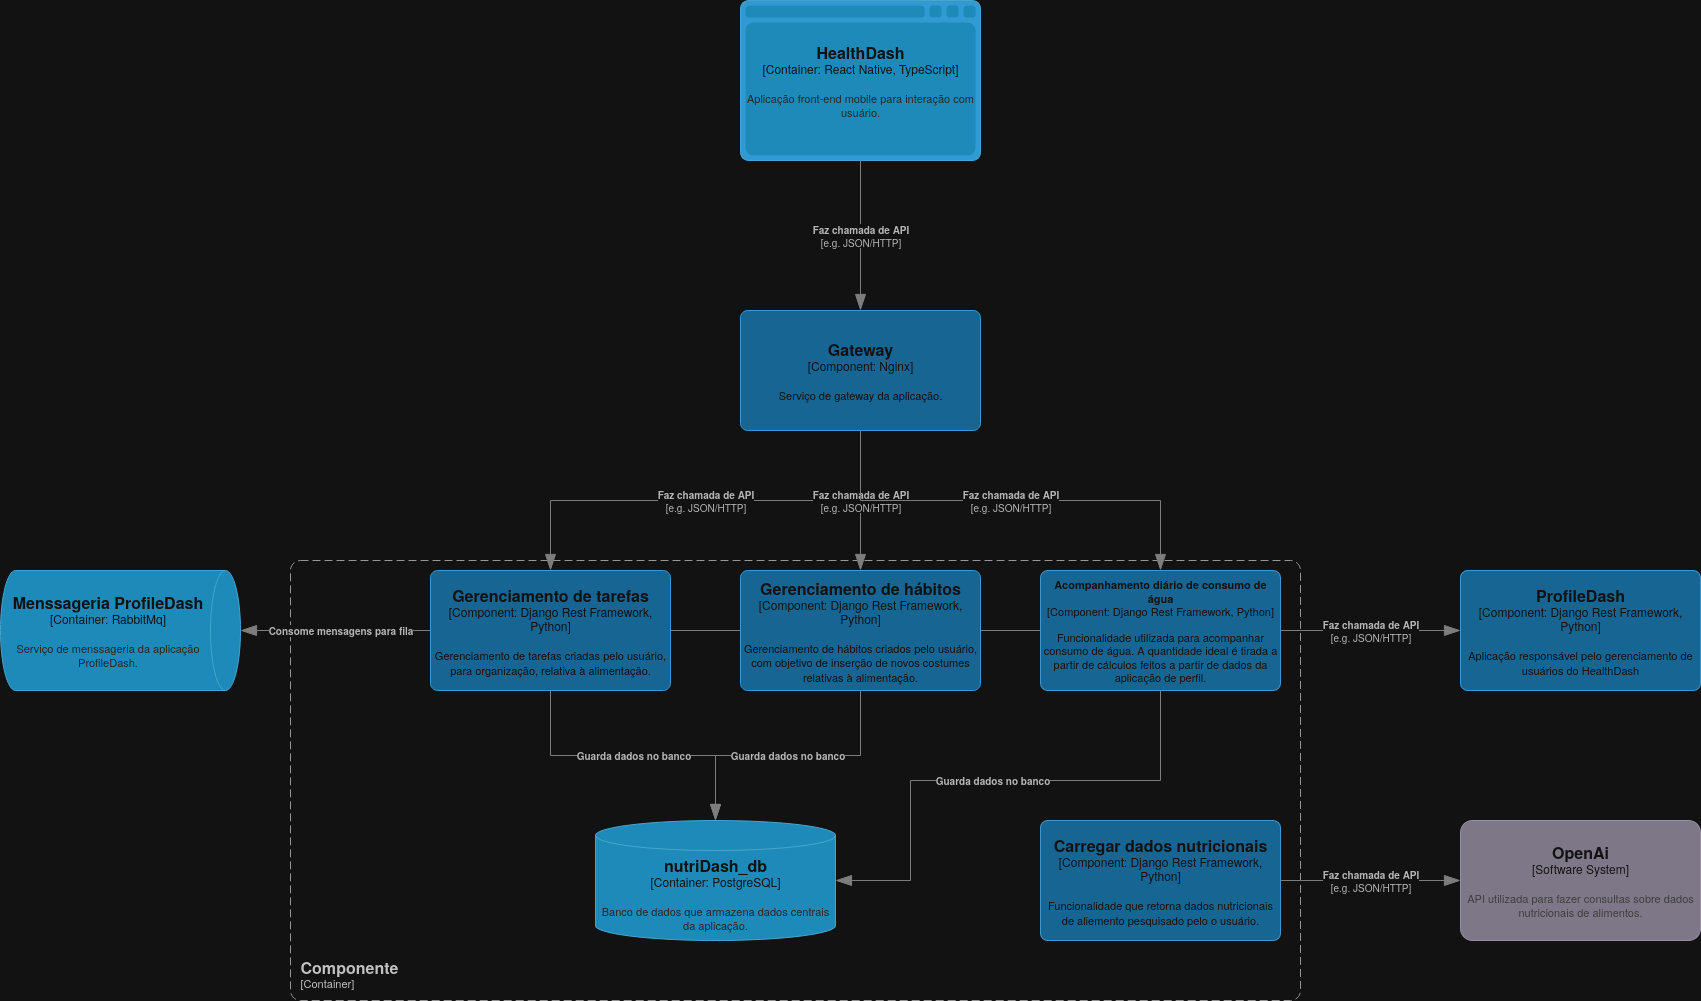 HealthDash
[Container: React Native, TypeScript]
Aplicação front-end mobile para interação com
usuário.
Faz chamada de API
[e.g. JSON/HTTP]
Gateway
[Component: Nginx]
Serviço de gateway da aplicação.
Faz chamada de API
[e.g. JSON/HTTP]
Faz chamada de API
[e.g. JSON/HTTP]
Faz chamada de API
[e.g. JSON/HTTP]
Menssageria ProfileDash
[Container: RabbitMq]
Serviço de menssageria da aplicação
ProfileDash.
Consome mensagens para fila
Gerenciamento de tarefas
[Component: Django Rest Framework,
Python]
Gerenciamento de tarefas criadas pelo usuário,
para organização, relativa à alimentação.
Gerenciamento de hábitos
[Component: Django Rest Framework,
Python]
Gerenciamento de hábitos criados pelo usuário,
com objetivo de inserção de novos costumes
relativas à alimentação.
Acompanhamento diário de consumo de
água
[Component: Django Rest Framework, Python]
Funcionalidade utilizada para acompanhar
consumo de água. A quantidade ideal é tirada a
partir de cálculos feitos a partir de dados da
aplicação de perfil.
Faz chamada de API
[e.g. JSON/HTTP]
ProfileDash
[Component: Django Rest Framework,
Python]
Aplicação responsável pelo gerenciamento de
usuários do HealthDash
Guarda dados no banco
Guarda dados no banco
Guarda dados no banco
nutriDash_db
[Container: PostgreSQL]
Banco de dados que armazena dados centrais
da aplicação.
Carregar dados nutricionais
[Component: Django Rest Framework,
Python]
Funcionalidade que retorna dados nutricionais
de aliemento pesquisado pelo o usuário.
Faz chamada de API
[e.g. JSON/HTTP]
OpenAi
[Software System]
API utilizada para fazer consultas sobre dados
nutricionais de alimentos.
Componente
[Container]